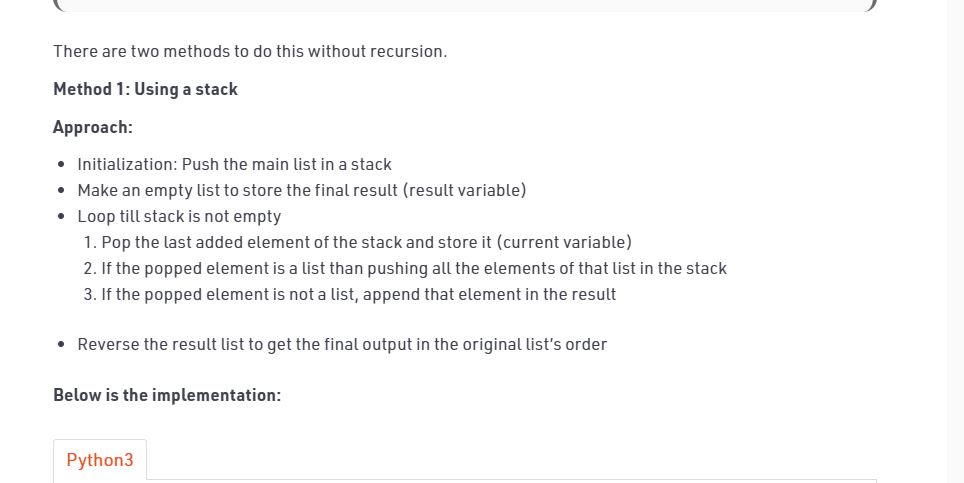 There are two methods to do this without recursion.
Method 1: Using a stack
Approach:
• Initialization: Push the main list in a stack
• Make an empty list to store the final result (result variable)
• Loop till stack is not empty
1. Pop the last added element of the stack and store it (current variable)
2. If the popped element is a list than pushing all the elements of that list in the stack
3. If the popped element is not a list, append that element in the result
• Reverse the result list to get the final output in the original list’s order
Below is the implementation:
Python3